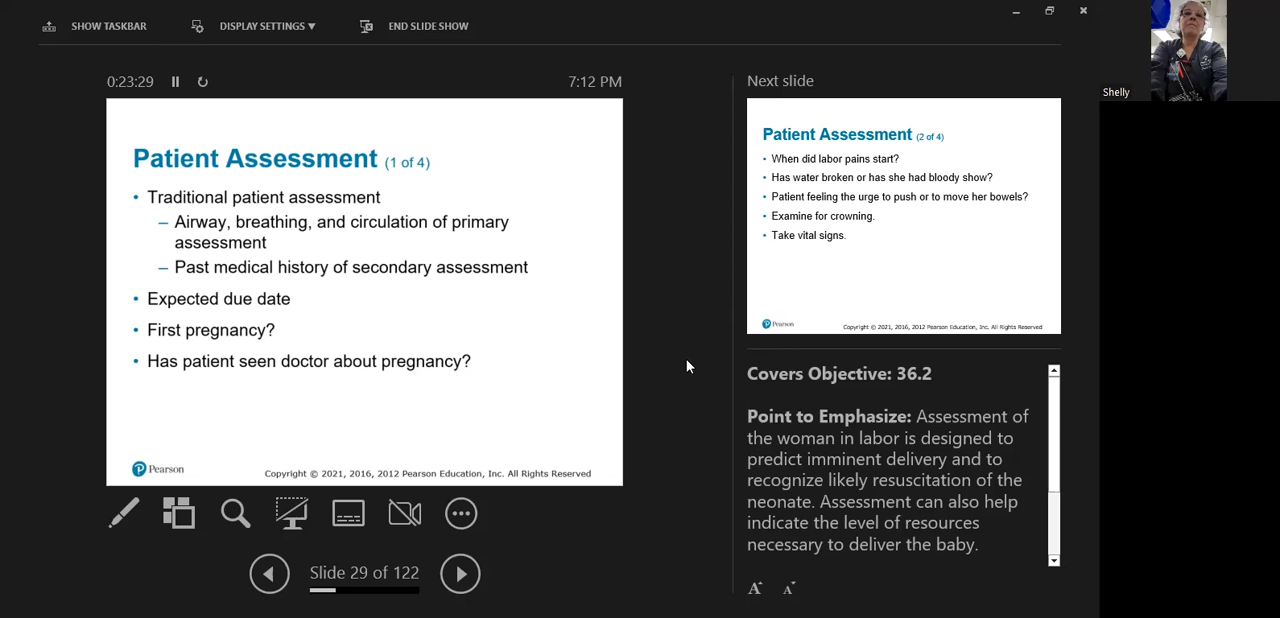 SHOW TASKBAR
DISPLAY SETTINGS ▼
END SLIDE SHOW
0:23:29
7:12 PM
Patient Assessment (1 of 4)
• Traditional patient assessment
– Airway, breathing, and circulation of primary
assessment
– Past medical history of secondary assessment
• Expected due date
• First pregnancy?
• Has patient seen doctor about pregnancy?
Pearson
Copyright © 2021, 2016, 2012 Pearson Education, Inc. All Rights Reserved
Slide 29 of 122
Next slide
Patient Assessment (2 of 4)
• When did labor pains start?
• Has water broken or has she had bloody show?
• Patient feeling the urge to push or to move her bowels?
• Examine for crowning.
• Take vital signs.
Pearson
Copyright © 2021, 2016, 2012 Pearson Education, Inc. All Rights Reserved
Covers Objective: 36.2
Point to Emphasize: Assessment of
the woman in labor is designed to
predict imminent delivery and to
recognize likely resuscitation of the
neonate. Assessment can also help
indicate the level of resources
necessary to deliver the baby.
A A
Shelly